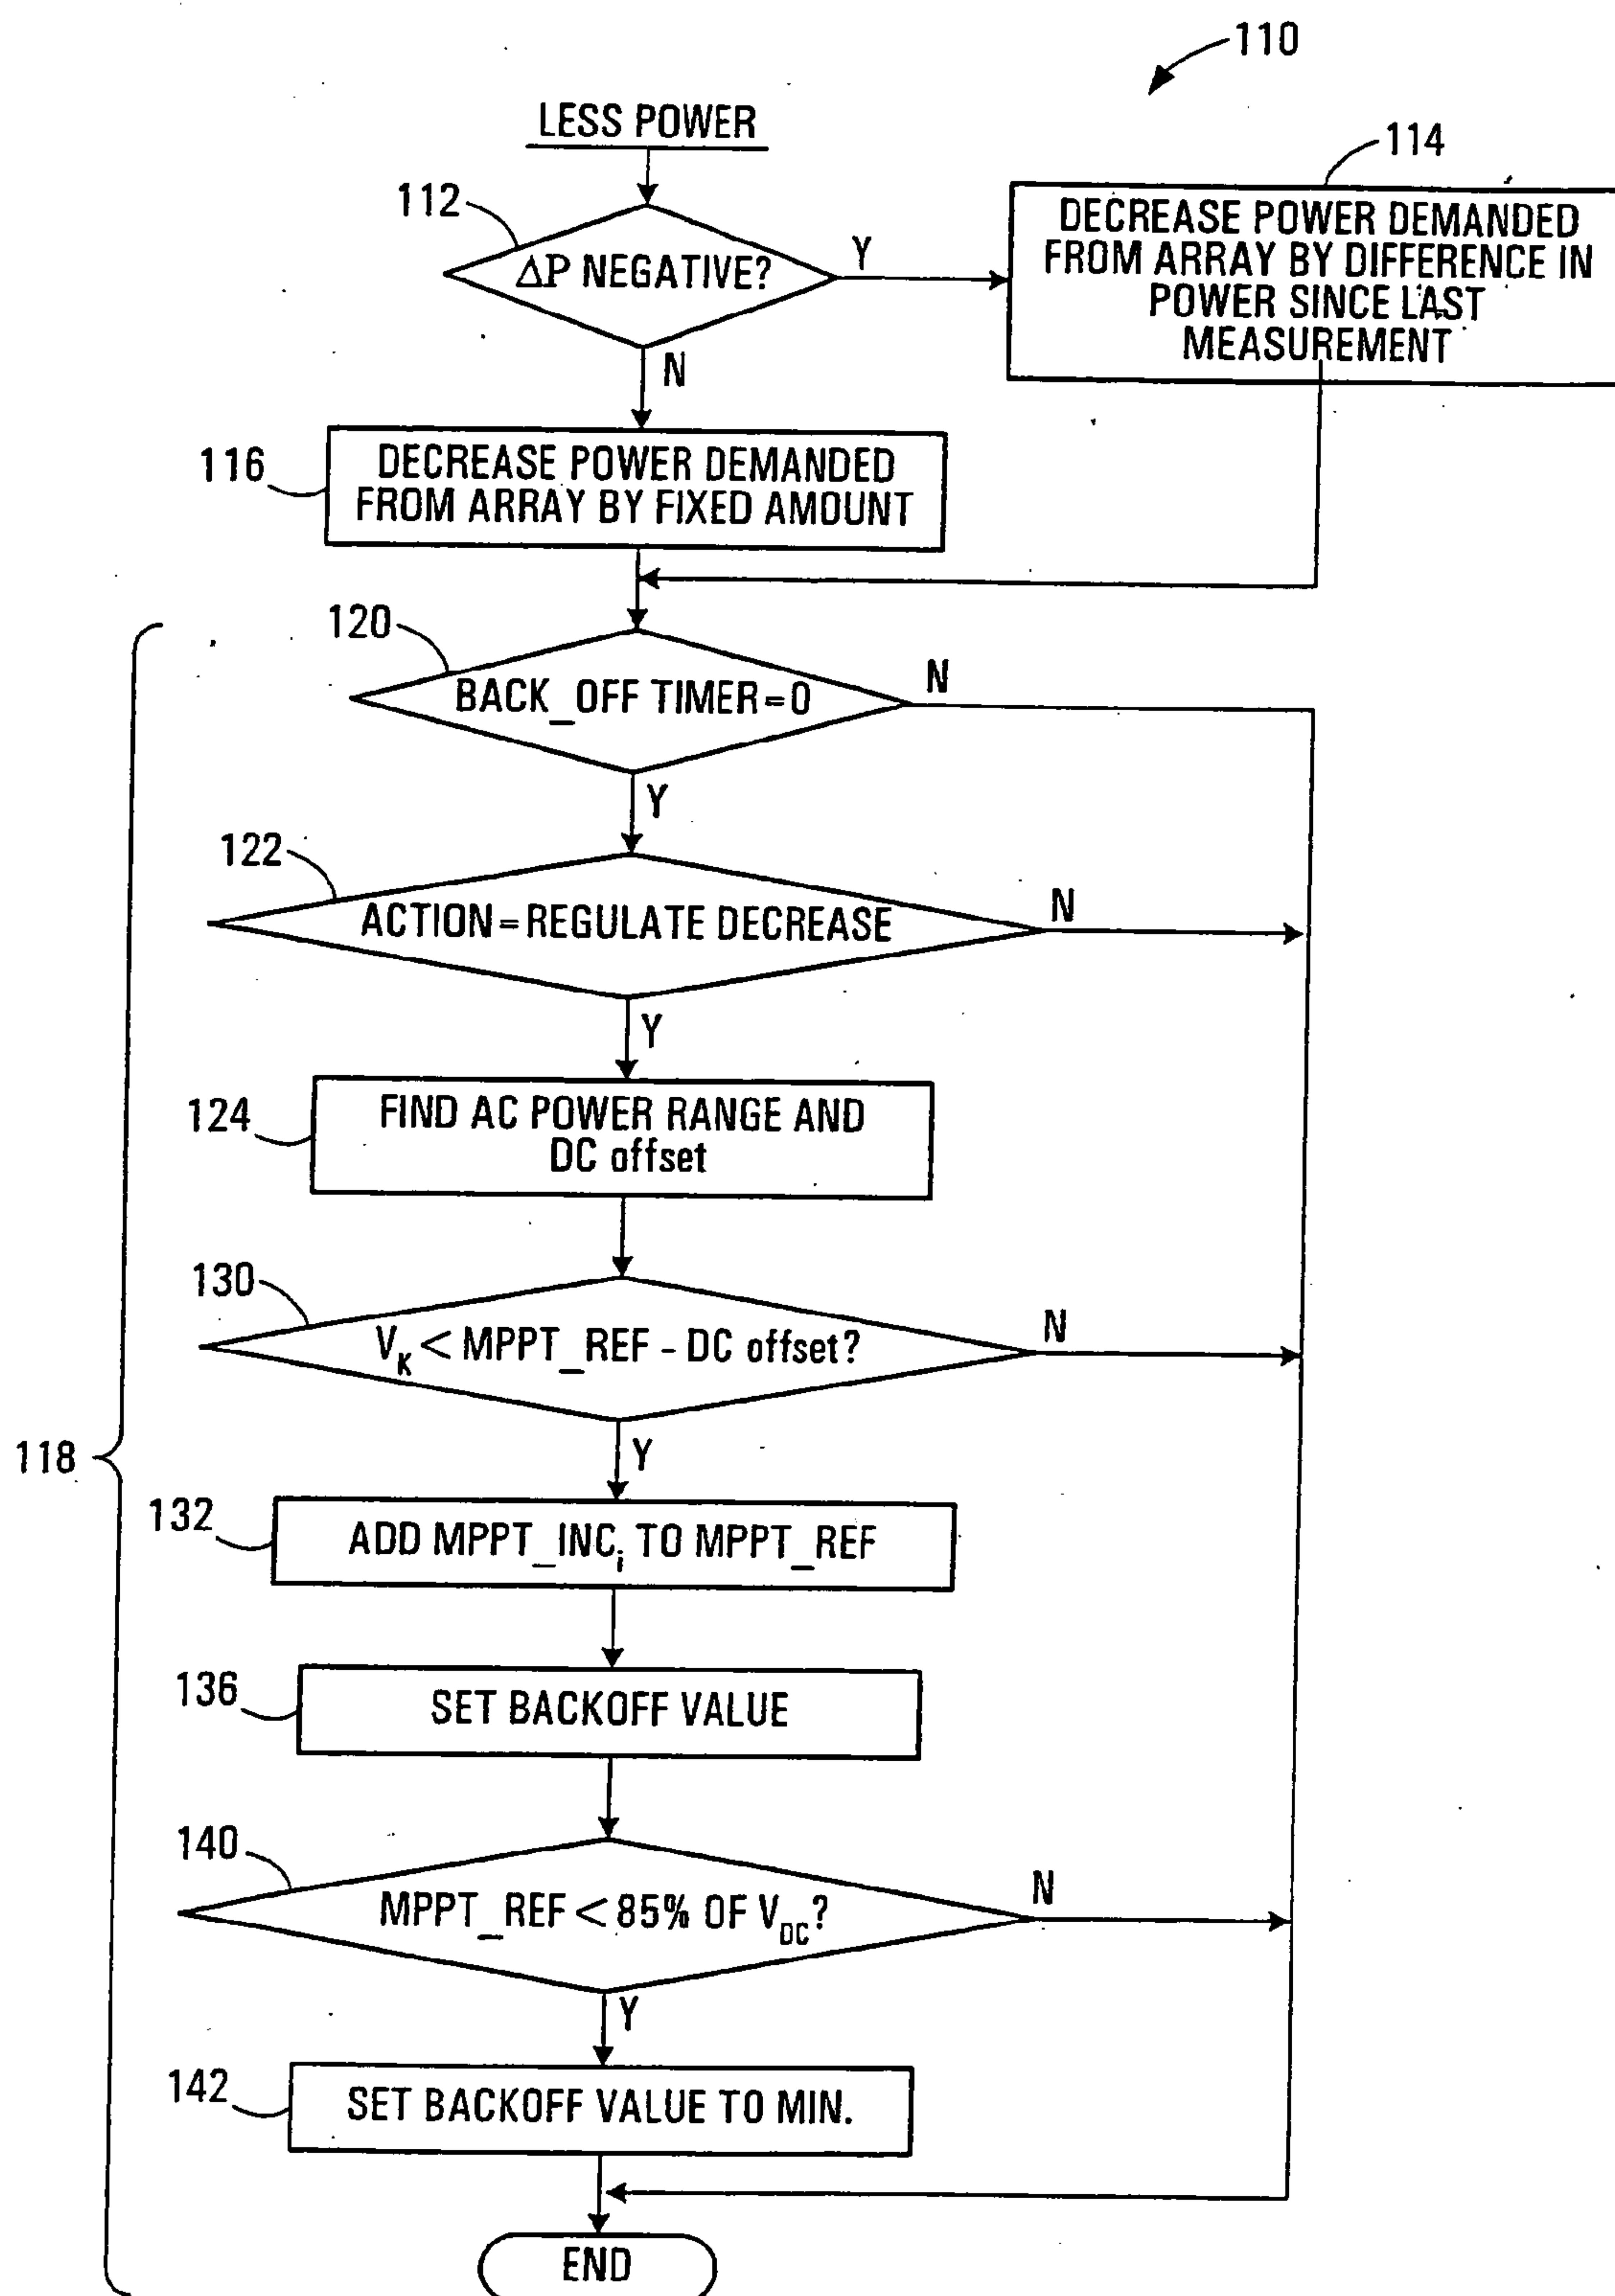 110
LESS POWER
114
112
ΔP NEGATIVE?
Y
DECREASE POWER DEMANDED
FROM ARRAY BY DIFFERENCE IN
POWER SINCE LAST
MEASUREMENT
N
116
DECREASE POWER DEMANDED
FROM ARRAY BY FIXED AMOUNT
120
BACK_OFF TIMER=0
N
Y
122
ACTION=REGULATE DECREASE
N
Y
124
FIND AC POWER RANGE AND
DC offset
130
VK < MPPT_REF - DC offset?
N
Y
118
132
ADD MPPT_INCi TO MPPT_REF
136
SET BACKOFF VALUE
140
MPPT_REF < 85% OF VDC?
N
Y
142
SET BACKOFF VALUE TO MIN.
END